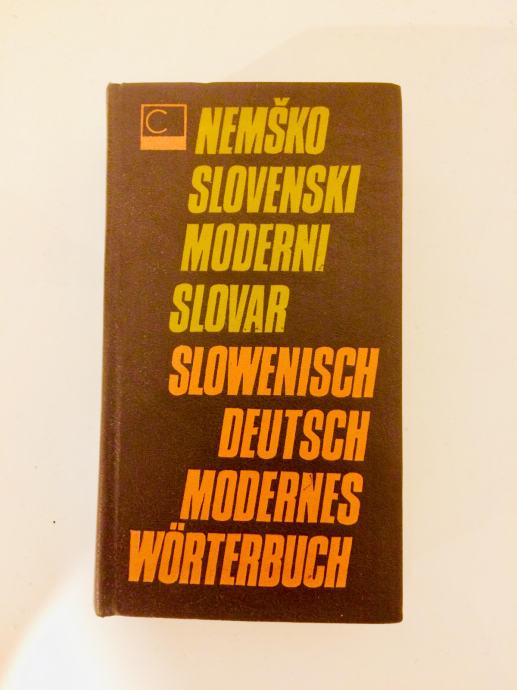 C
NEMŠKO
SLOVENSKI
MODERNI
SLOVAR
SLOWENISCH
DEUTSCH
MODERNES
WÖRTERBUCH